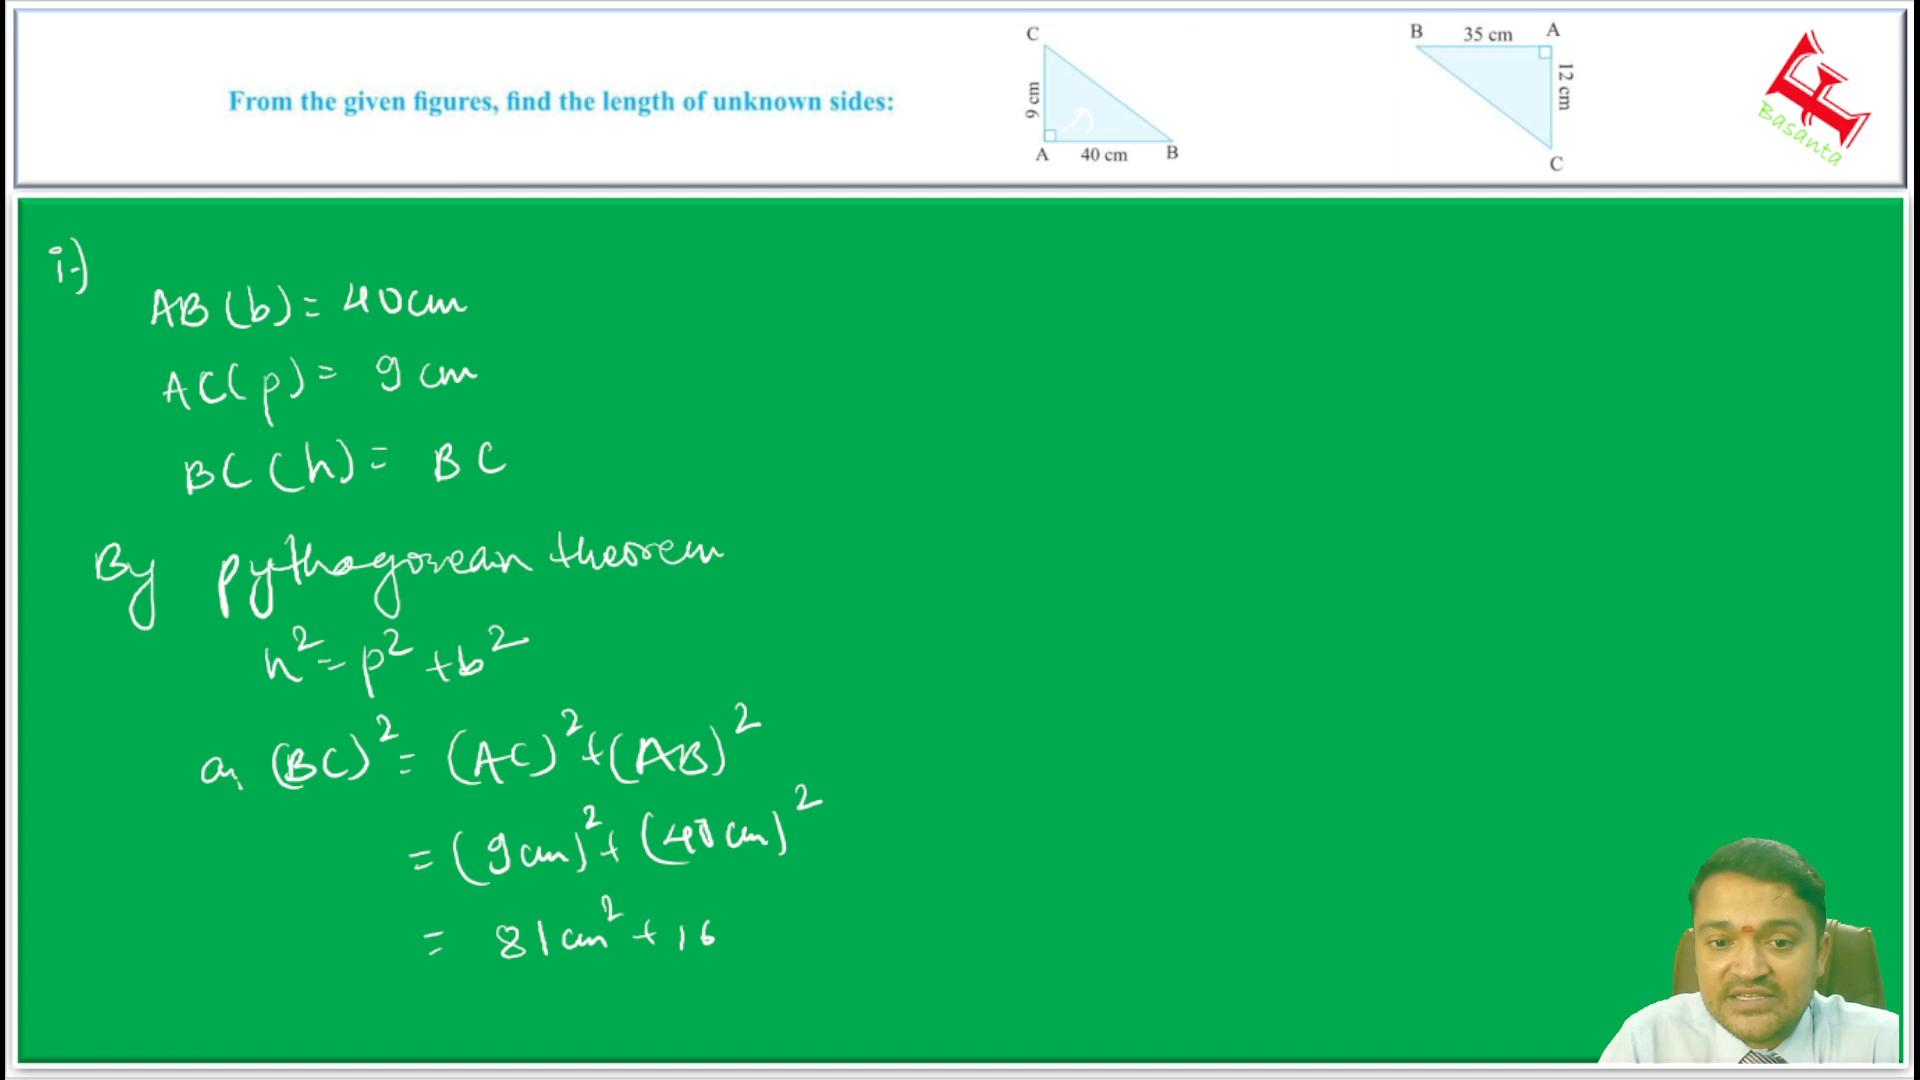 From the given figures, find the length of unknown sides:
C
9 cm
A 40 cm B
B 35 cm A
12 cm
C
Basanta
i.)
AB (b) = 40cm
AC (p) = 9 cm
BC (h) = BC
By pythagorean theorem
h² = p² + b²
or, (BC)² = (AC)² + (AB)²
= (9cm)² + (40cm)²
= 81cm² + 16